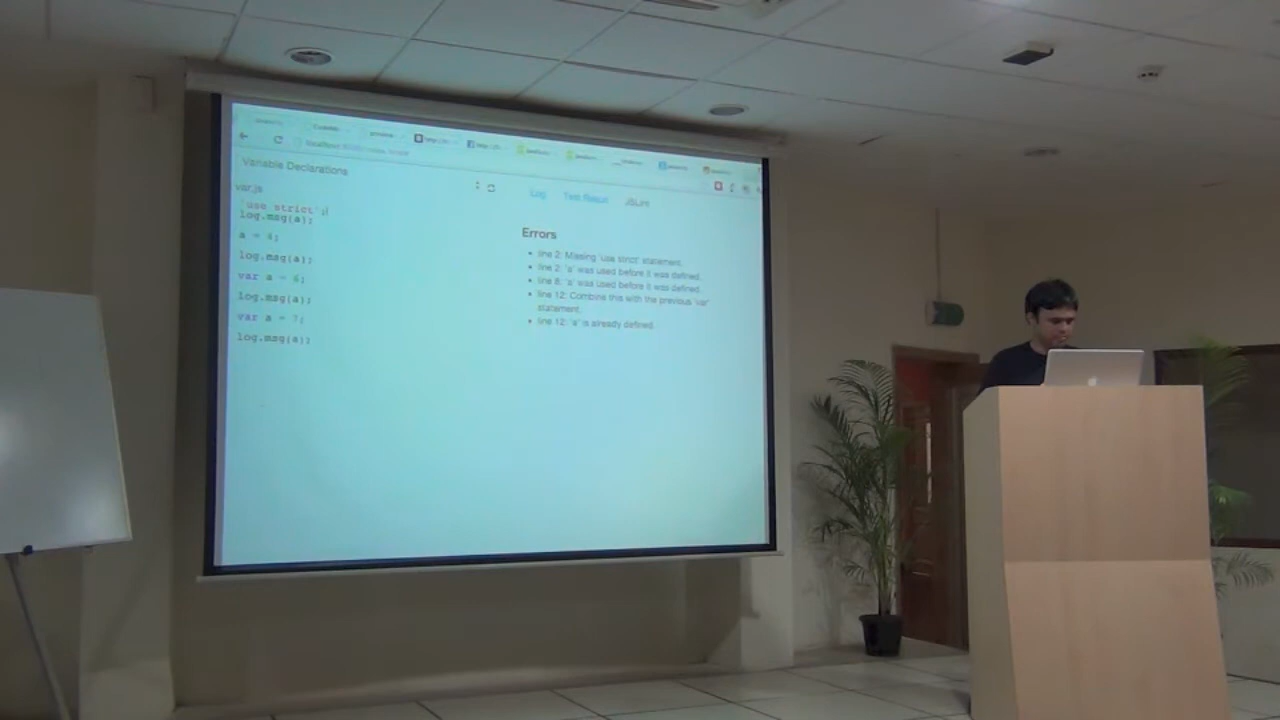 Variable Declarations
var.js
'use strict';
log.msg(a);
a = 4;
log.msg(a);
var a = 6;
log.msg(a);
var a = 7;
log.msg(a);
Log Test Result JSLint
Errors
line 2: Missing 'use strict' statement.
line 2: 'a' was used before it was defined.
line 6: 'a' was used before it was defined.
line 12: Combine this with the previous 'var'
statement.
line 12: 'a' is already defined.